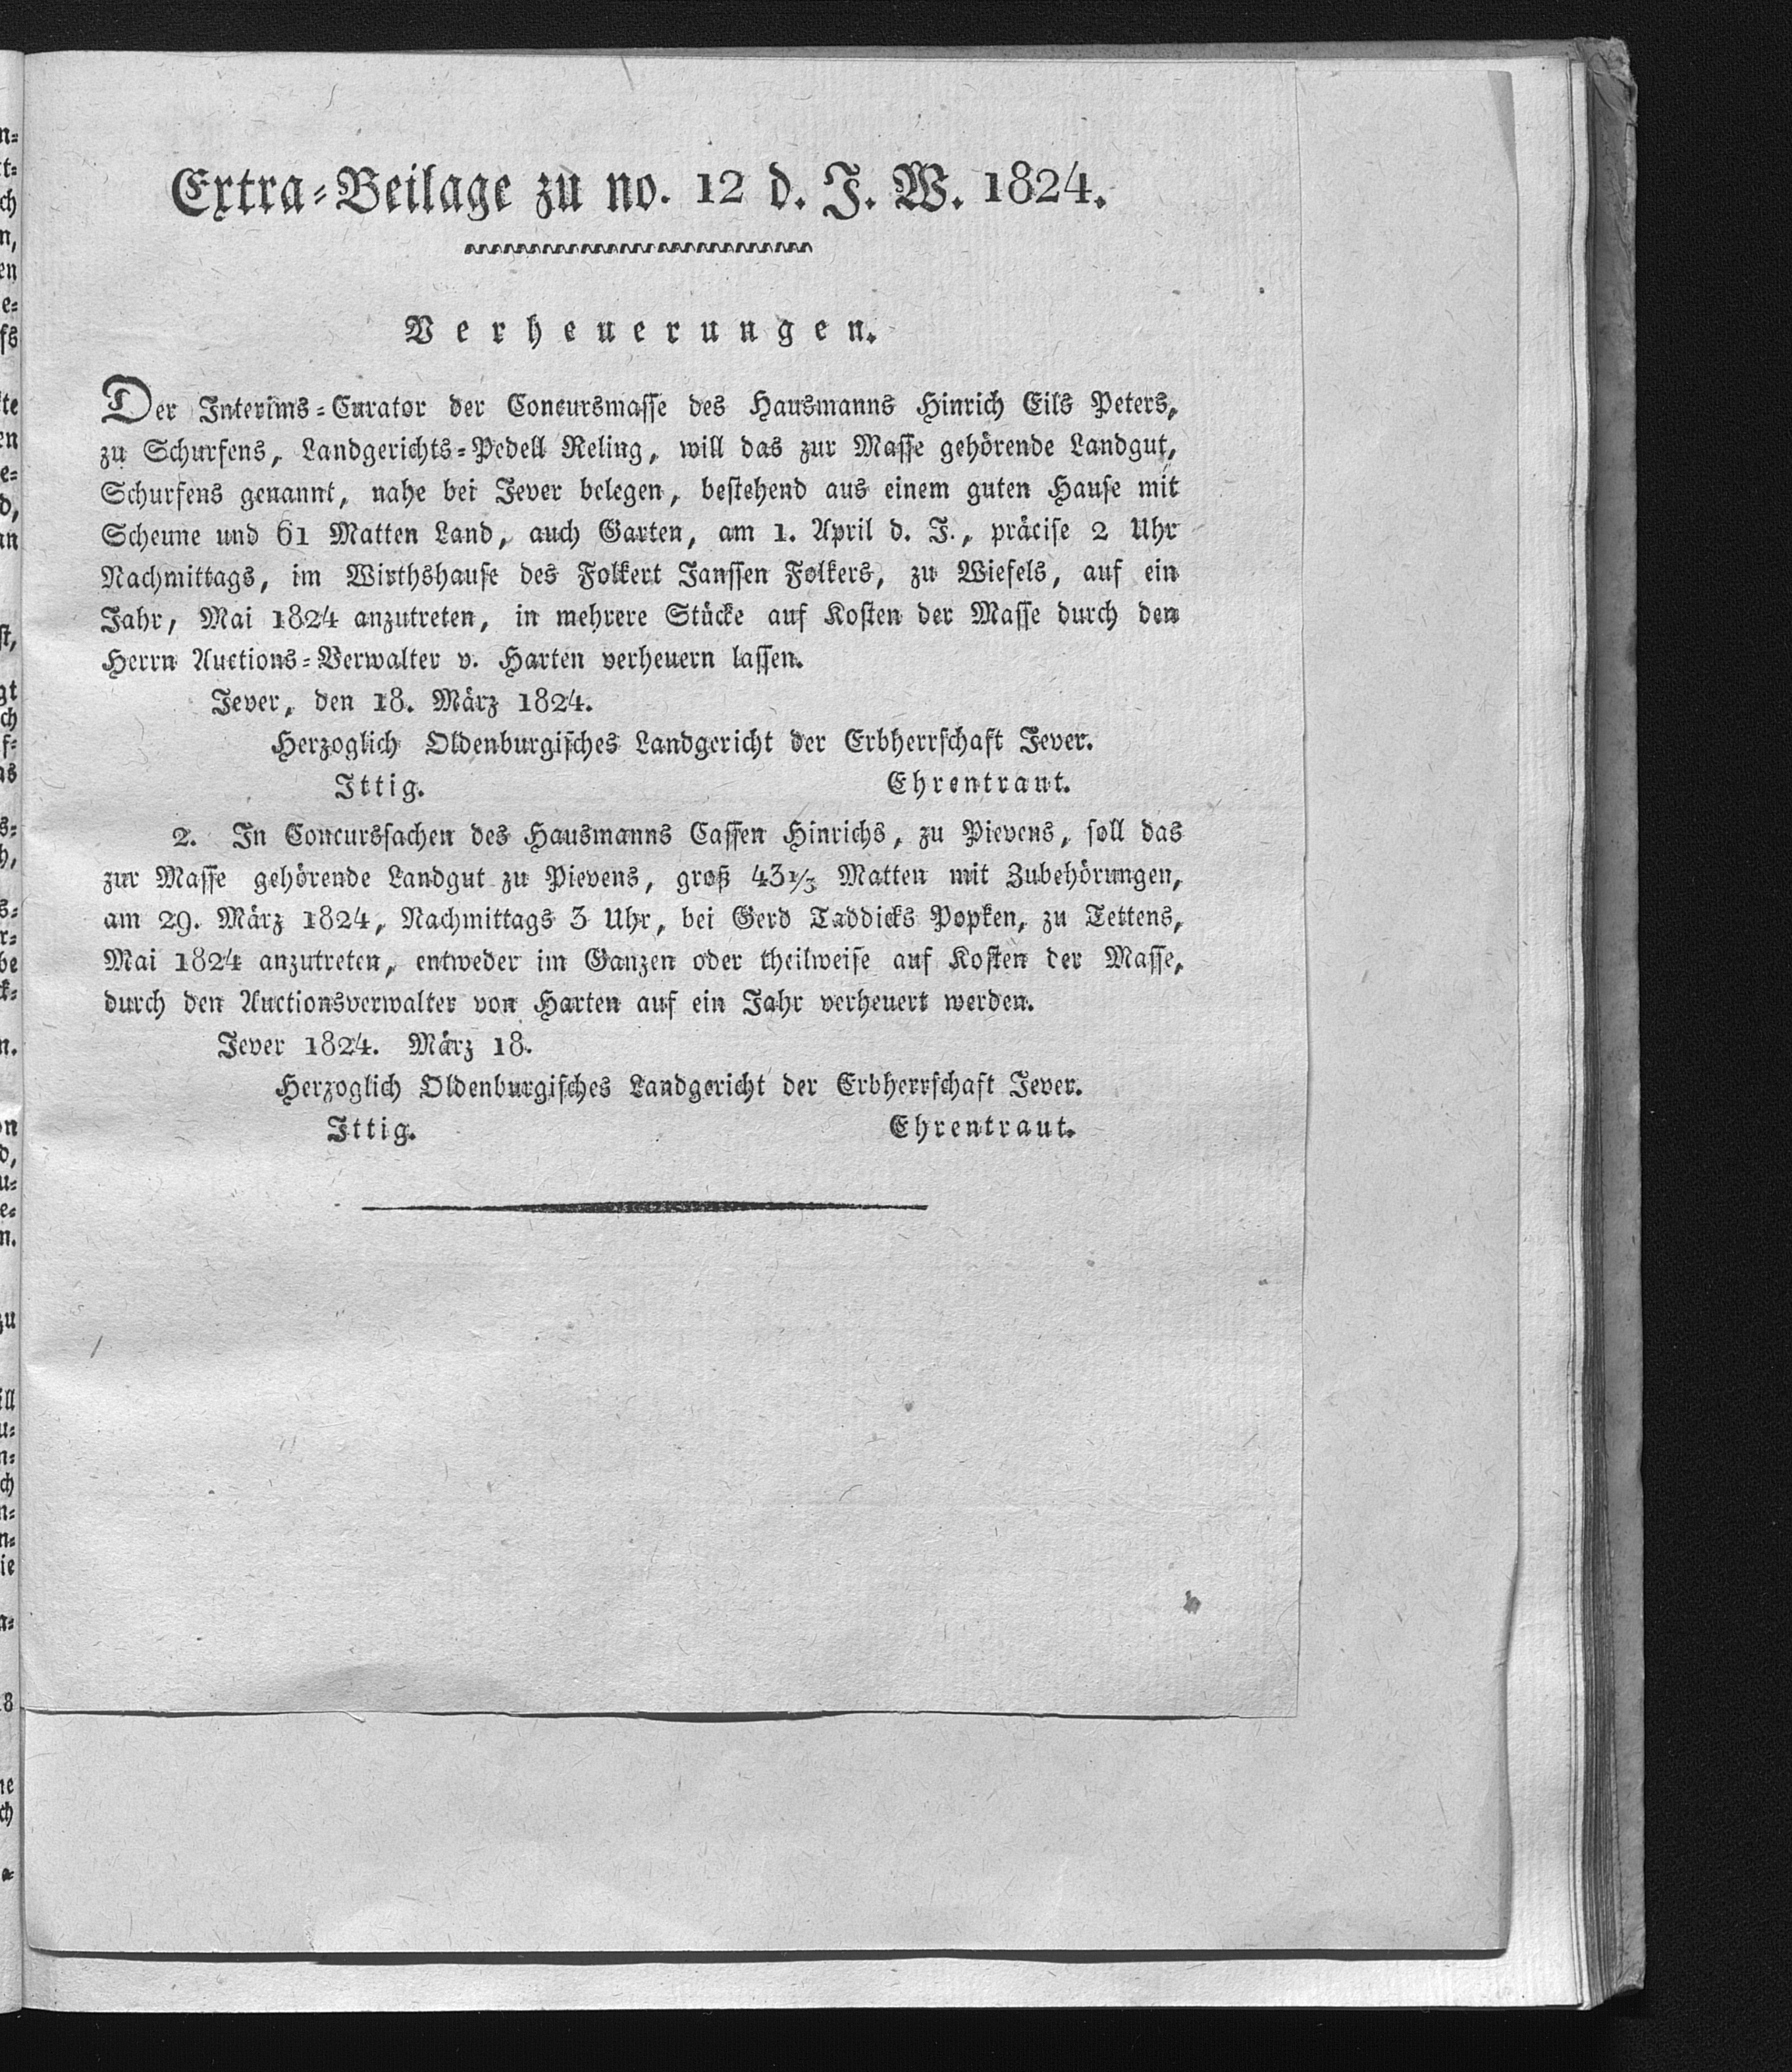 Extra-Beilage zu no. 12 d. J. W. 1824.
Verheuerungen.
Der Interims-Curator der Concursmasse des Hausmanns Hinrich Eils Peters,
zu Schurfens, Landgerichts-Pedell Reling, will das zur Masse gehörende Landgut,
Schurfens genannt, nahe bei Jever belegen, bestehend aus einem guten Hause mit
Scheune und 61 Matten Land, auch Garten, am 1. April d. J., präcise 2 Uhr
Nachmittags, im Wirthshause des Folkert Janssen Folkers, zu Wiefels, auf ein
Jahr, Mai 1824 anzutreten, in mehrere Stücke auf Kosten der Masse durch den
Herrn Auctions-Verwalter v. Harten verheuern lassen.
Jever, den 18. März 1824.
Herzoglich Oldenburgisches Landgericht der Erbherrschaft Jever.
Ittig. Ehrentraut.
2. In Concurssachen des Hausmanns Cassen Hinrichs, zu Pievens, soll das
zur Masse gehörende Landgut zu Pievens, groß 43 1/3 Matten mit Zubehörungen,
am 29. März 1824, Nachmittags 3 Uhr, bei Gerd Taddicks Popken, zu Tettens,
Mai 1824 anzutreten, entweder im Ganzen oder theilweise auf Kosten der Masse,
durch den Auctionsverwalter von Harten auf ein Jahr verheuert werden.
Jever 1824. März 18.
Herzoglich Oldenburgisches Landgericht der Erbherrschaft Jever.
Ittig. Ehrentraut.